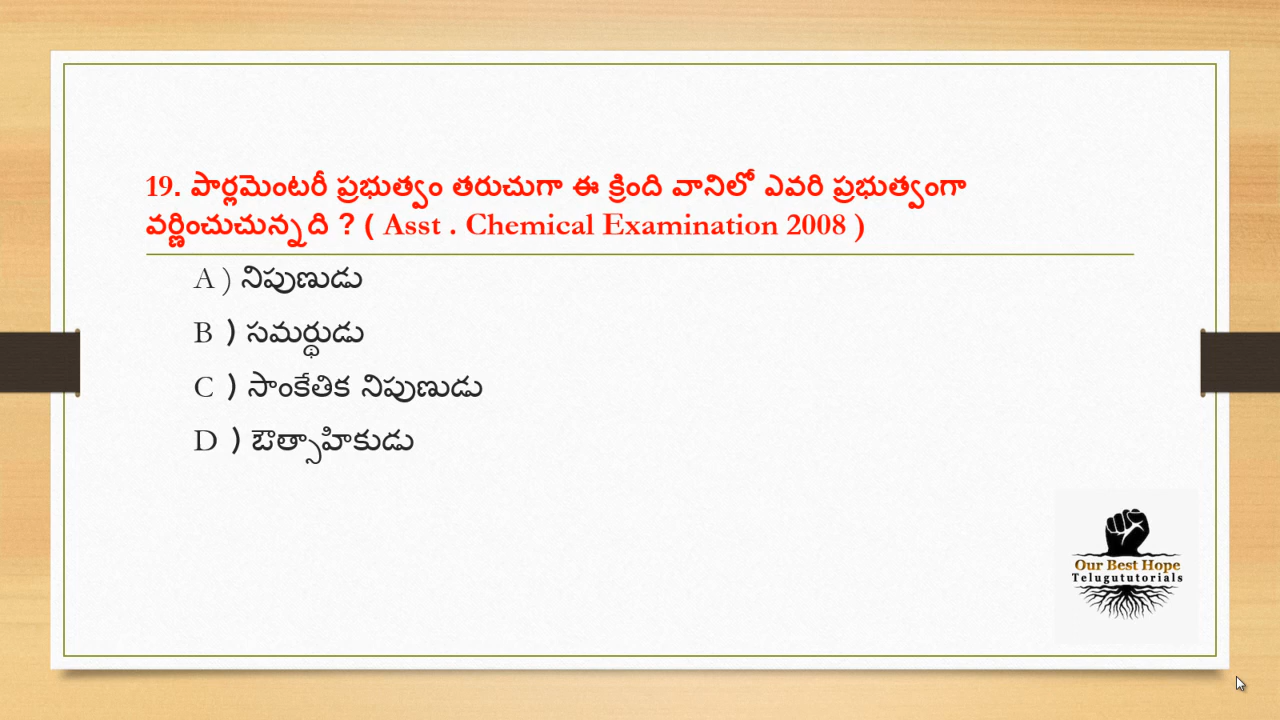 19. పార్లమెంటరీ ప్రభుత్వం తరుచుగా ఈ క్రింది వానిలో ఎవరి ప్రభుత్వంగా
వర్ణించుచున్నది ? ( Asst . Chemical Examination 2008 )
A ) నిపుణుడు
B ) సమర్థుడు
C ) సాంకేతిక నిపుణుడు
D ) ఔత్సాహికుడు
Our Best Hope
Telugututorials